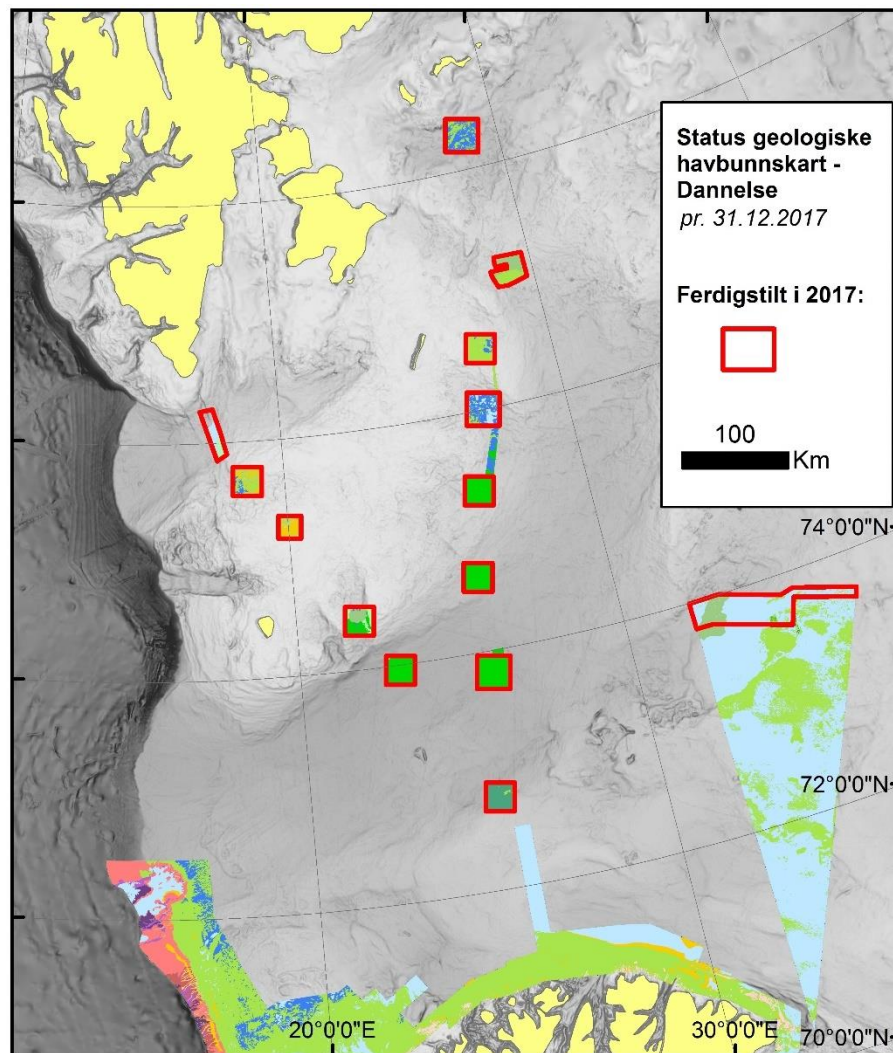 Status geologiske
havbunnskart -
Dannelse
pr. 31.12.2017
Ferdigstilt i 2017:
100
Km
74°0'0"N
72°0'0"N
20°0'0"E
30°0'0"E
70°0'0"N